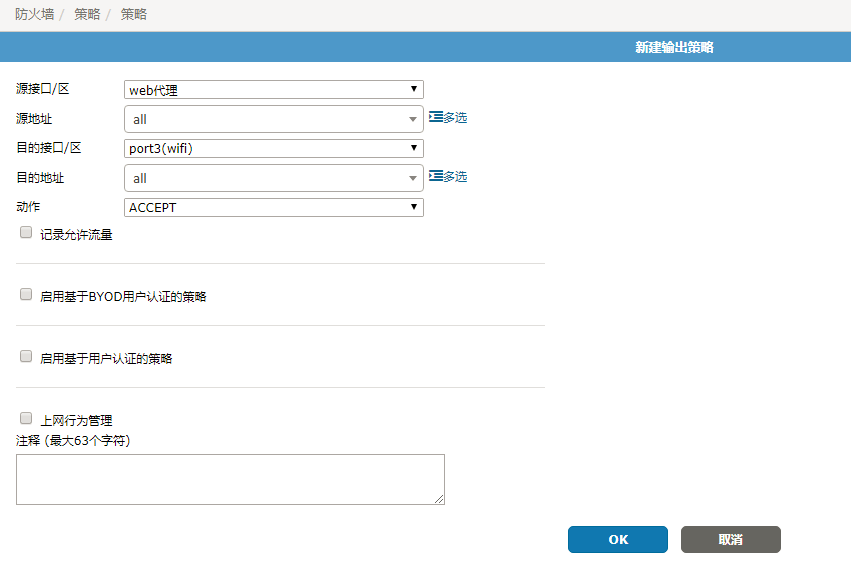 防火墙 / 策略 / 策略
新建输出策略
源接口/区 web代理
源地址 all 多选
目的接口/区 port3(wifi)
目的地址 all 多选
动作 ACCEPT
记录允许流量
启用基于BYOD用户认证的策略
启用基于用户认证的策略
上网行为管理
注释 (最大63个字符)
OK 取消